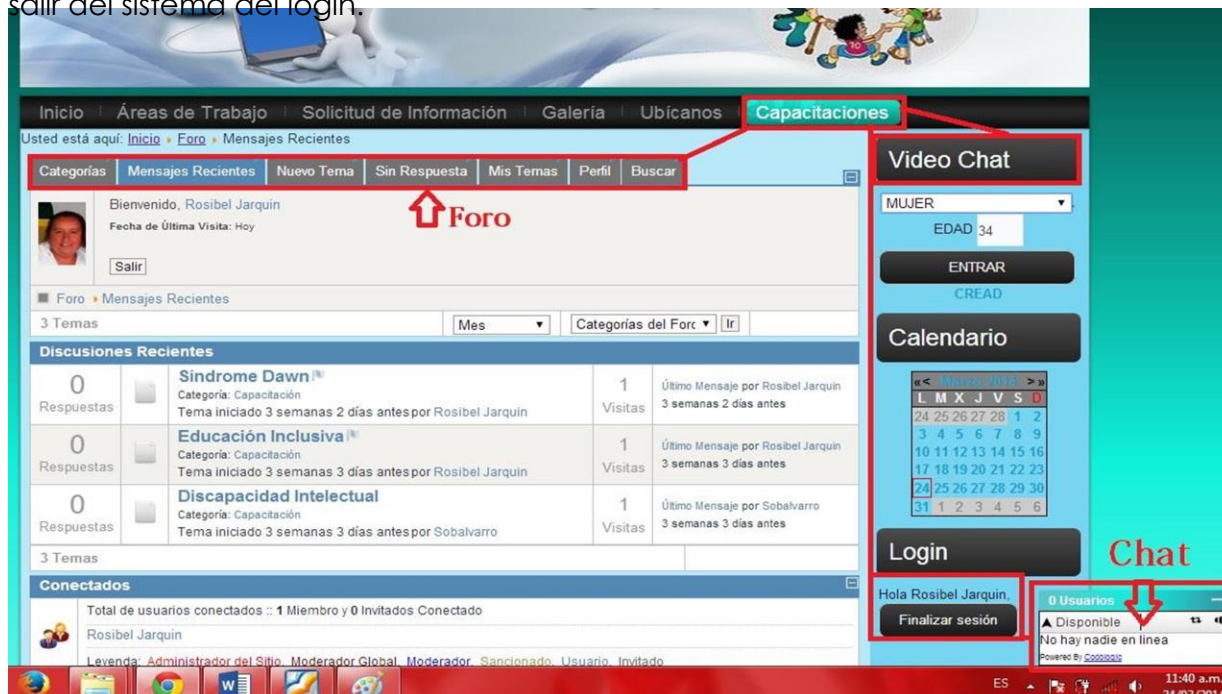 salir del sistema del login.
Inicio Áreas de Trabajo Solicitud de Información Galería Ubícanos Capacitaciones
Usted está aquí: Inicio Foro Mensajes Recientes
Categorías Mensajes Recientes Nuevo Tema Sin Respuesta Mis Temas Perfil Buscar
Bienvenido, Rosibel Jarquin
Fecha de Última Visita: Hoy
Salir
Foro
Foro Mensajes Recientes
3 Temas Mes Categorías del Forc Ir
Discusiones Recientes
0 Respuestas
Sindrome Dawn
Categoría: Capacitación
Tema iniciado 3 semanas 2 días antes por Rosibel Jarquin
1 Visitas
Último Mensaje por Rosibel Jarquin
3 semanas 2 días antes
0 Respuestas
Educación Inclusiva
Categoría: Capacitación
Tema iniciado 3 semanas 3 días antes por Rosibel Jarquin
1 Visitas
Último Mensaje por Rosibel Jarquin
3 semanas 3 días antes
0 Respuestas
Discapacidad Intelectual
Categoría: Capacitación
Tema iniciado 3 semanas 3 días antes por Sobalvarro
1 Visitas
Último Mensaje por Sobalvarro
3 semanas 3 días antes
3 Temas
Conectados
Total de usuarios conectados :: 1 Miembro y 0 Invitados Conectado
Rosibel Jarquin
Leyenda: Administrador del Sitio, Moderador Global, Moderador, Sancionado, Usuario, Invitado
Video Chat
MUJER
EDAD 34
ENTRAR
CREAD
Calendario
«< Marzo 2014 >»
L M X J V S D
24 25 26 27 28 1 2
3 4 5 6 7 8 9
10 11 12 13 14 15 16
17 18 19 20 21 22 23
24 25 26 27 28 29 30
31 1 2 3 4 5 6
Login
Hola Rosibel Jarquin,
Finalizar sesión
Chat
0 Usuarios
Disponible
No hay nadie en linea
Powered By
ES 11:40 a.m.